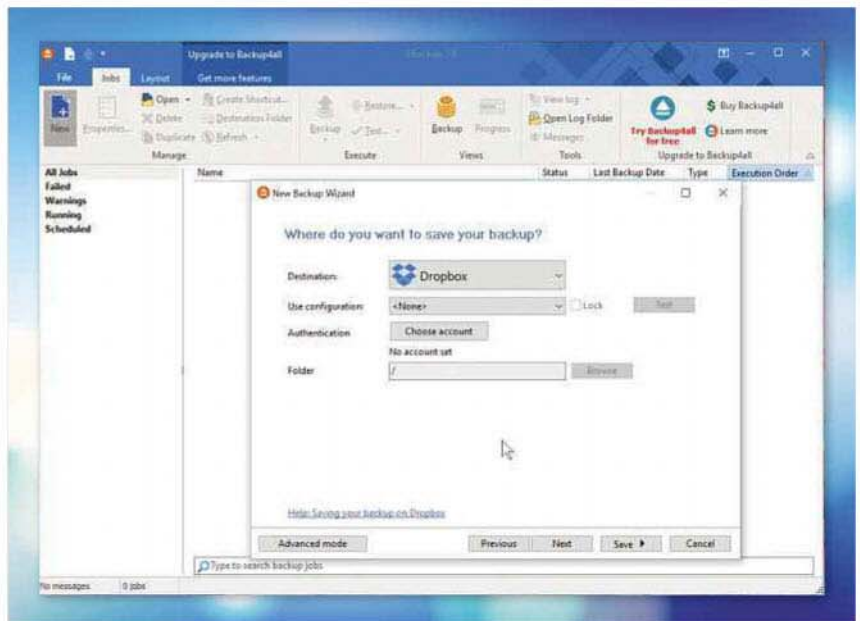 Upgrade to Backup4all
File Jobs Layout Get more features
New
Properties...
Open
Delete
Duplicate
Create Shortcut...
Destination Folder
Refresh
Manage
Backup
Restore...
Test...
Execute
Backup
Progress
Views
View log
Open Log Folder
Messages
Tools
Try Backup4all for free
$ Buy Backup4all
Learn more
Upgrade to Backup4all
All Jobs
Failed
Warnings
Running
Scheduled
Name Status Last Backup Date Type Execution Order
New Backup Wizard
Where do you want to save your backup?
Destination: Dropbox
Use configuration: <None> Lock Test
Authentication Choose account
No account set
Folder / Browse
Help: Saving your backup on Dropbox
Advanced mode Previous Next Save Cancel
Type to search backup jobs
No messages 0 jobs